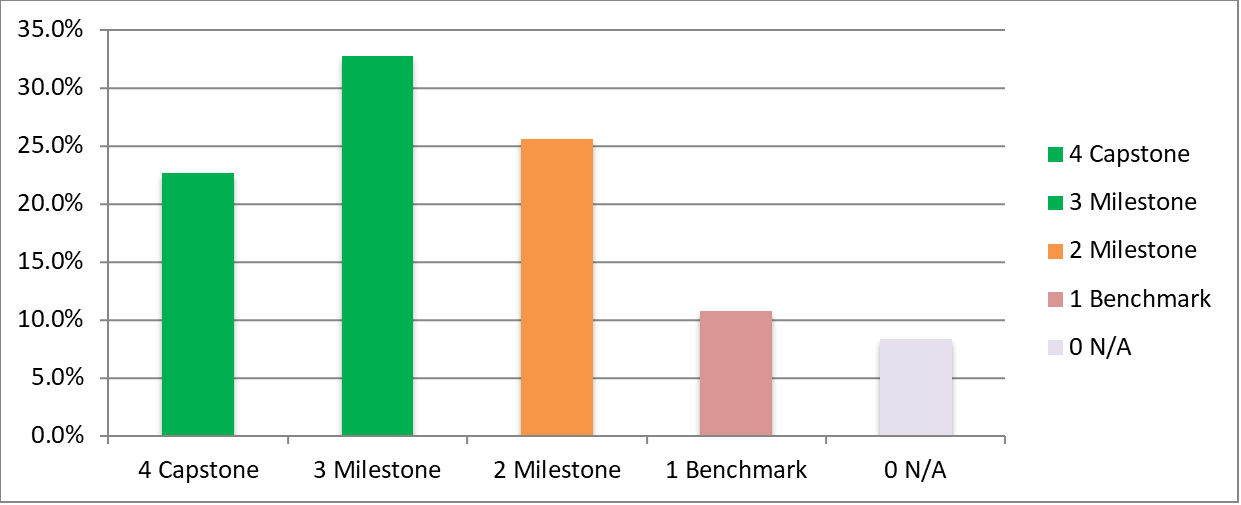 35.0%
30.0%
25.0%
20.0%
15.0%
10.0%
5.0%
0.0%
4 Capstone
3 Milestone
2 Milestone
1 Benchmark
0 N/A
4 Capstone
3 Milestone
2 Milestone
1 Benchmark
0 N/A